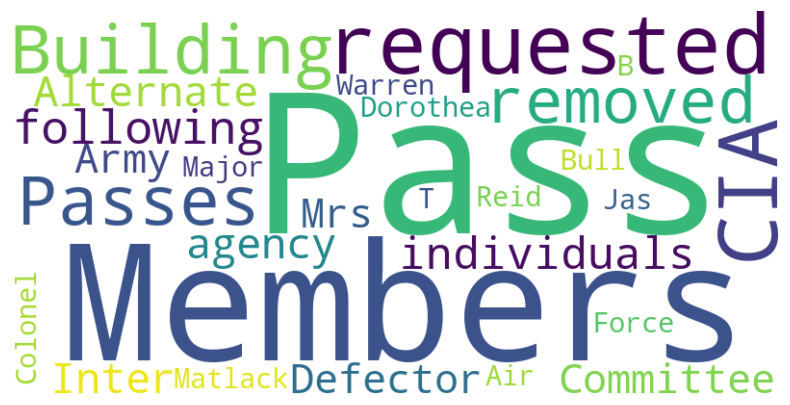 Building requested
B
Alternate Warren
Dorothea removed
following
Pass
CIA
Army Major
Bull
Passes Mrs T Reid Jas
agency individuals
Members
Colonel
Force
Inter Matlack Defector Air Committee